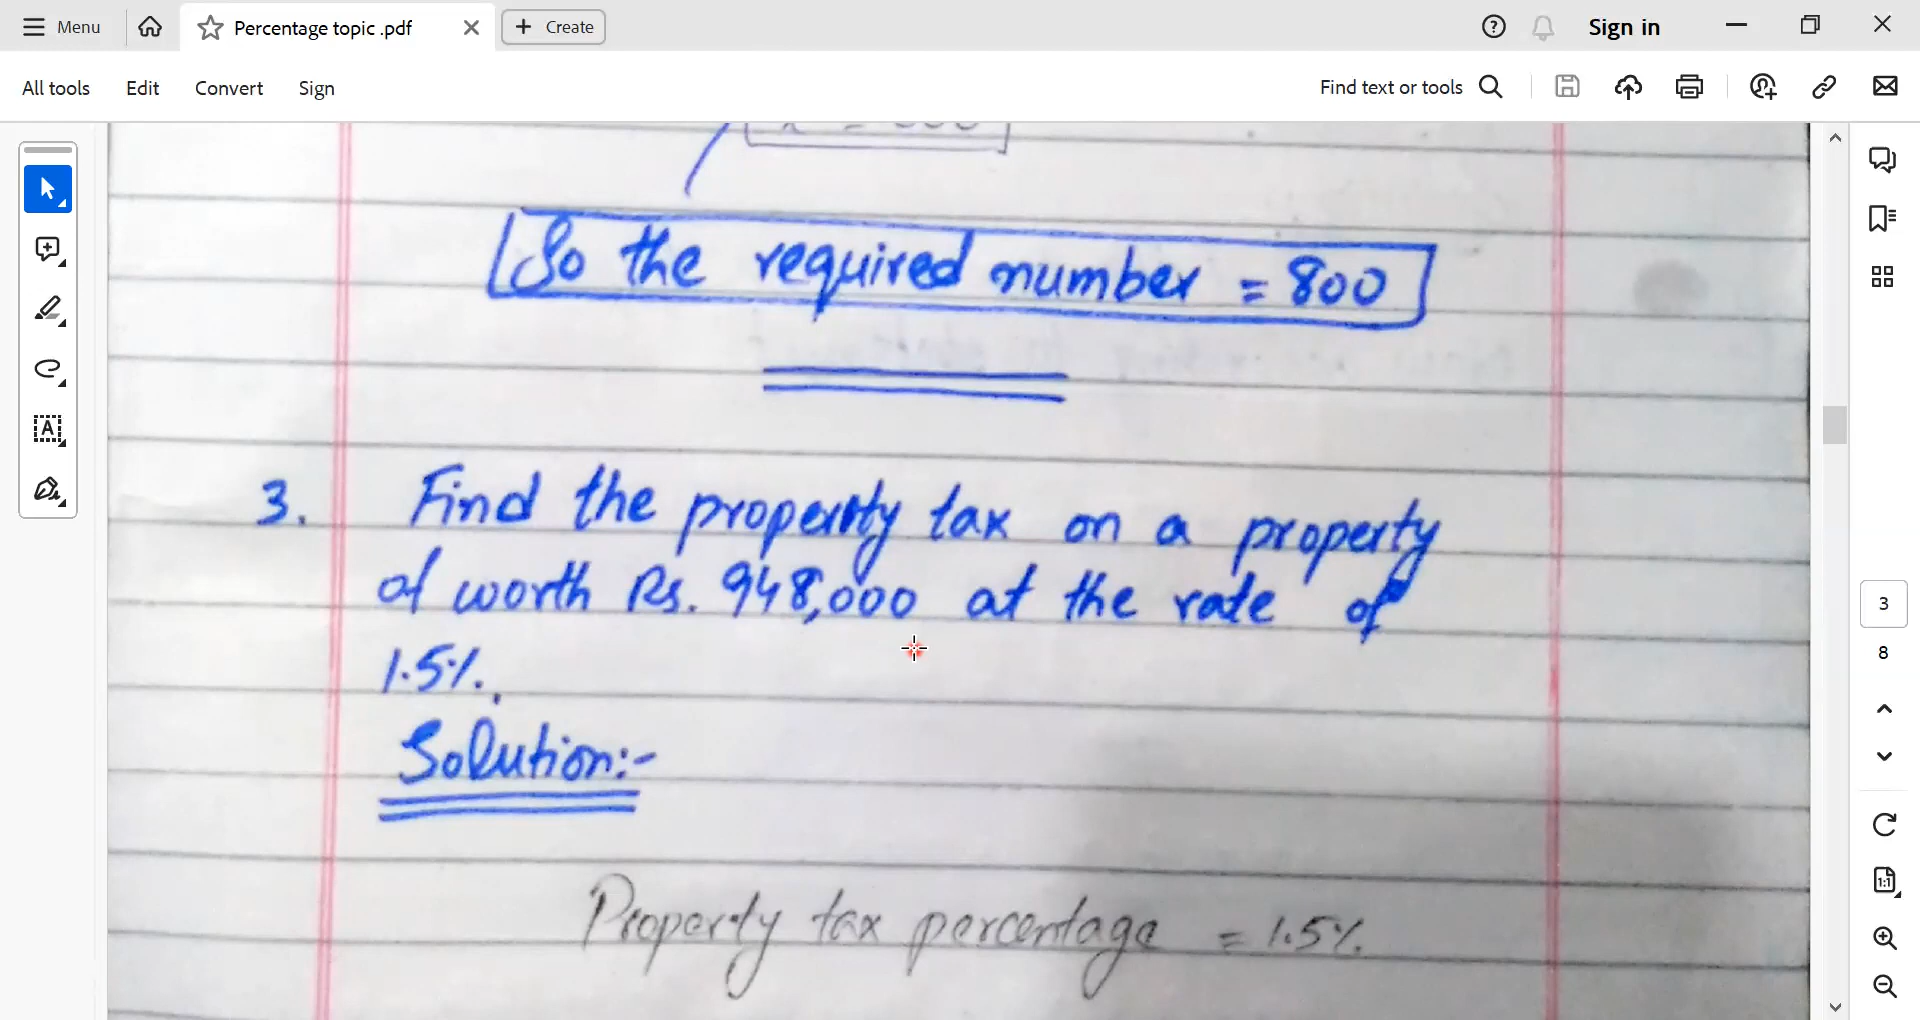 Menu
Percentage topic .pdf
Create
Sign in
All tools
Edit
Convert
Sign
Find text or tools
So the required number = 800
3. Find the property tax on a property
of worth Rs. 948,000 at the rate of
1.5%.
Solution:-
Property tax percentage = 1.5%
3
8